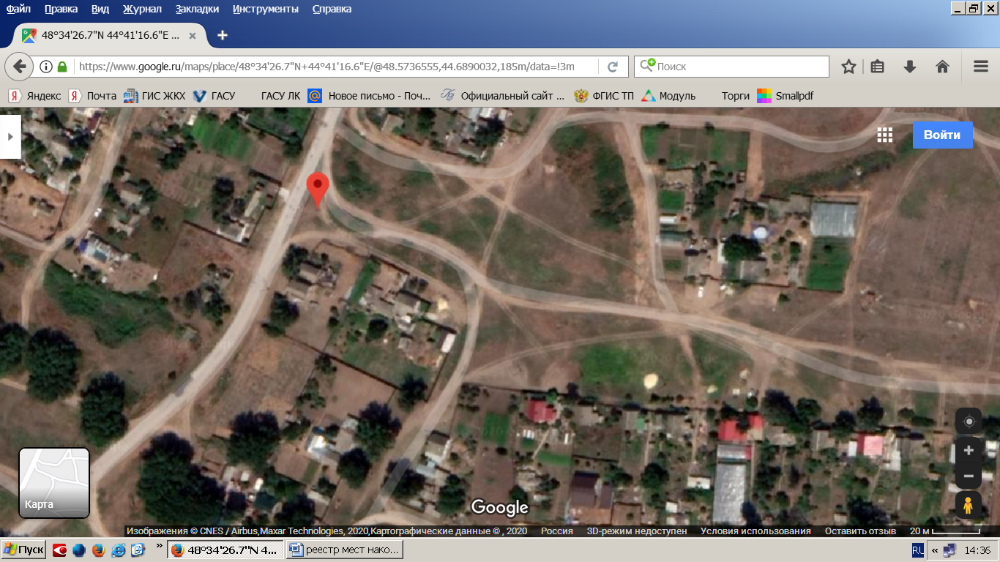 Файл Правка Вид Журнал Закладки Инструменты Справка
48°34'26.7"N 44°41'16.6"E ...
https://www.google.ru/maps/place/48°34'26.7"N+44°41'16.6"E/@48.5736555,44.6890032,185m/data=!3m
Поиск
Яндекс Почта ГИС ЖКХ ГАСУ ГАСУ ЛК Новое письмо - Поч... Официальный сайт ... ФГИС ТП Модуль Торги Smallpdf
Войти
Карта
Google
Изображения © CNES / Airbus,Maxar Technologies, 2020,Картографические данные © , 2020 Россия 3D-режим недоступен Условия использования Оставить отзыв 20 м
Пуск » 48°34'26.7"N 4... реестр мест нако... RU « 14:36